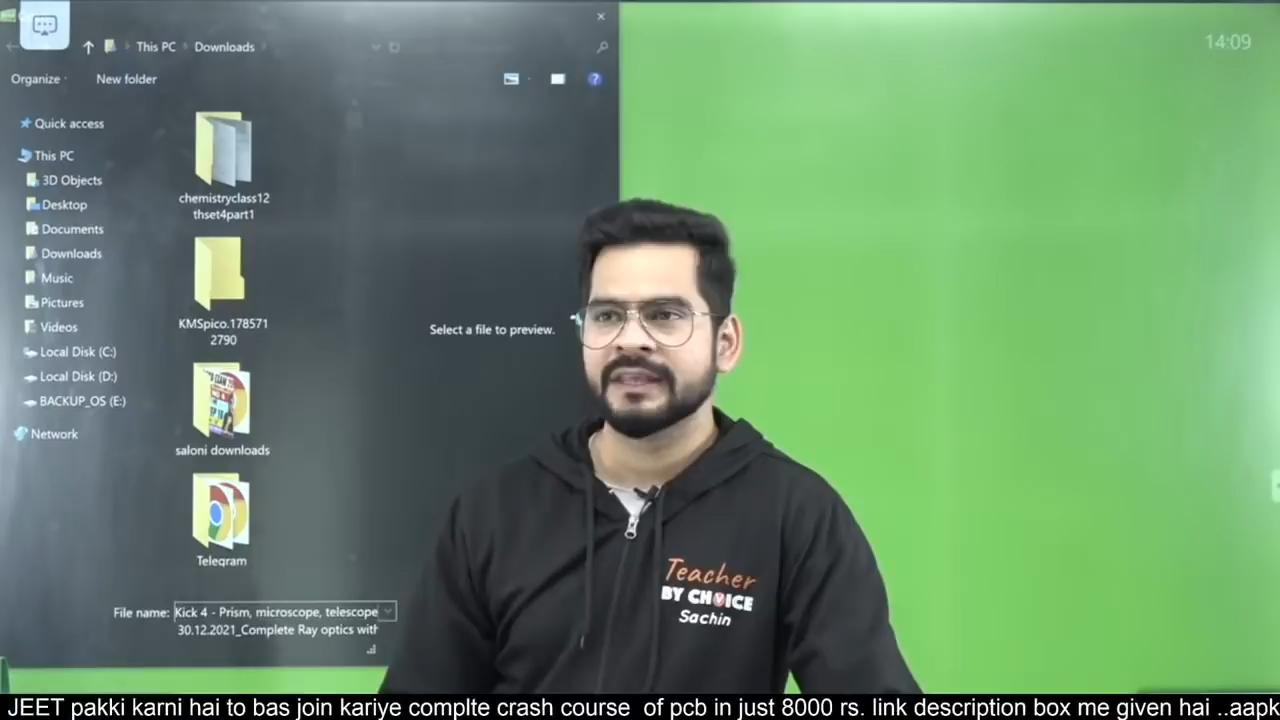 14:09
This PC
Downloads
Organize
New folder
Quick access
This PC
3D Objects
Desktop
Documents
Downloads
Music
Pictures
Videos
Local Disk (C:)
Local Disk (D:)
BACKUP_OS (E:)
Network
chemistryclass12
thset4part1
KMSpico.178571
2790
saloni downloads
Telegram
Select a file to preview.
File name: Kick 4 - Prism, microscope, telescope
30.12.2021_Complete Ray optics with
Teacher
BY CHOICE
Sachin
JEET pakki karni hai to bas join kariye complte crash course of pcb in just 8000 rs. link description box me given hai ..aapk